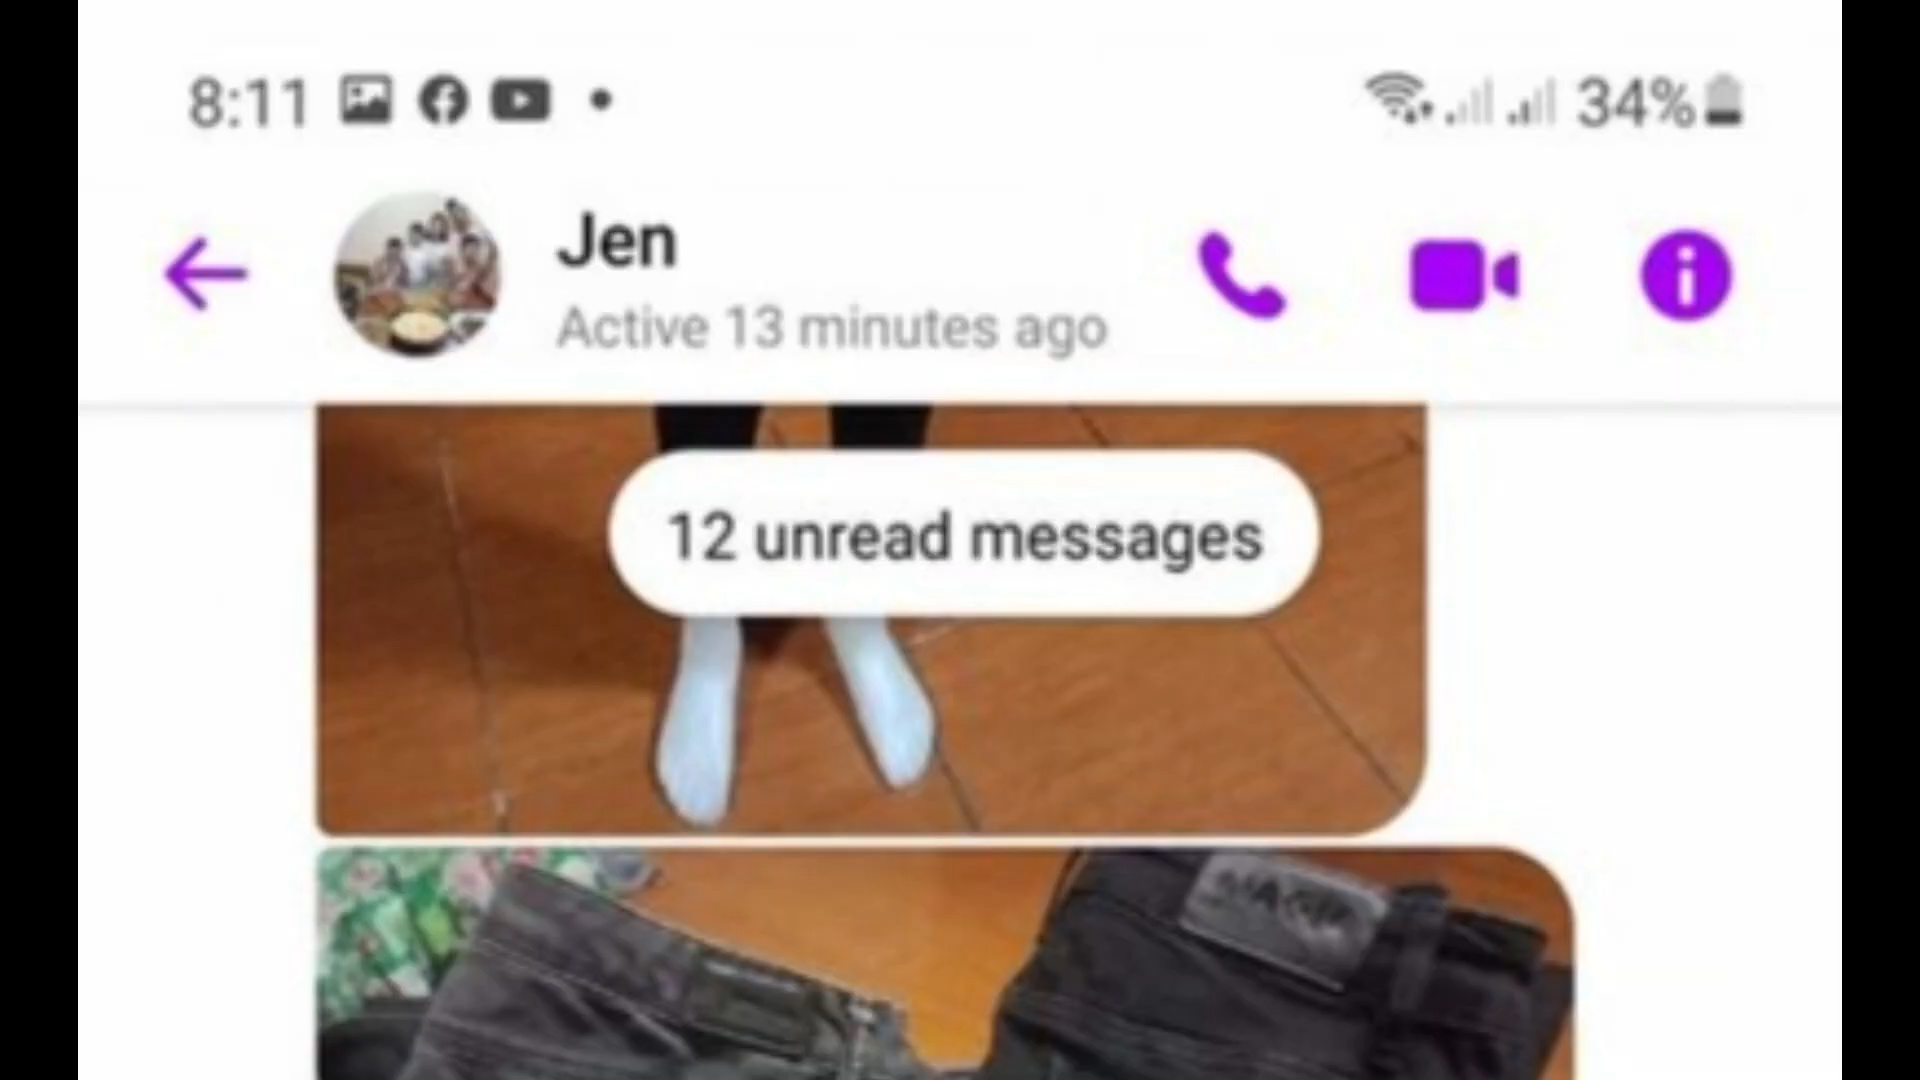 8:11
34%
Jen
Active 13 minutes ago
12 unread messages